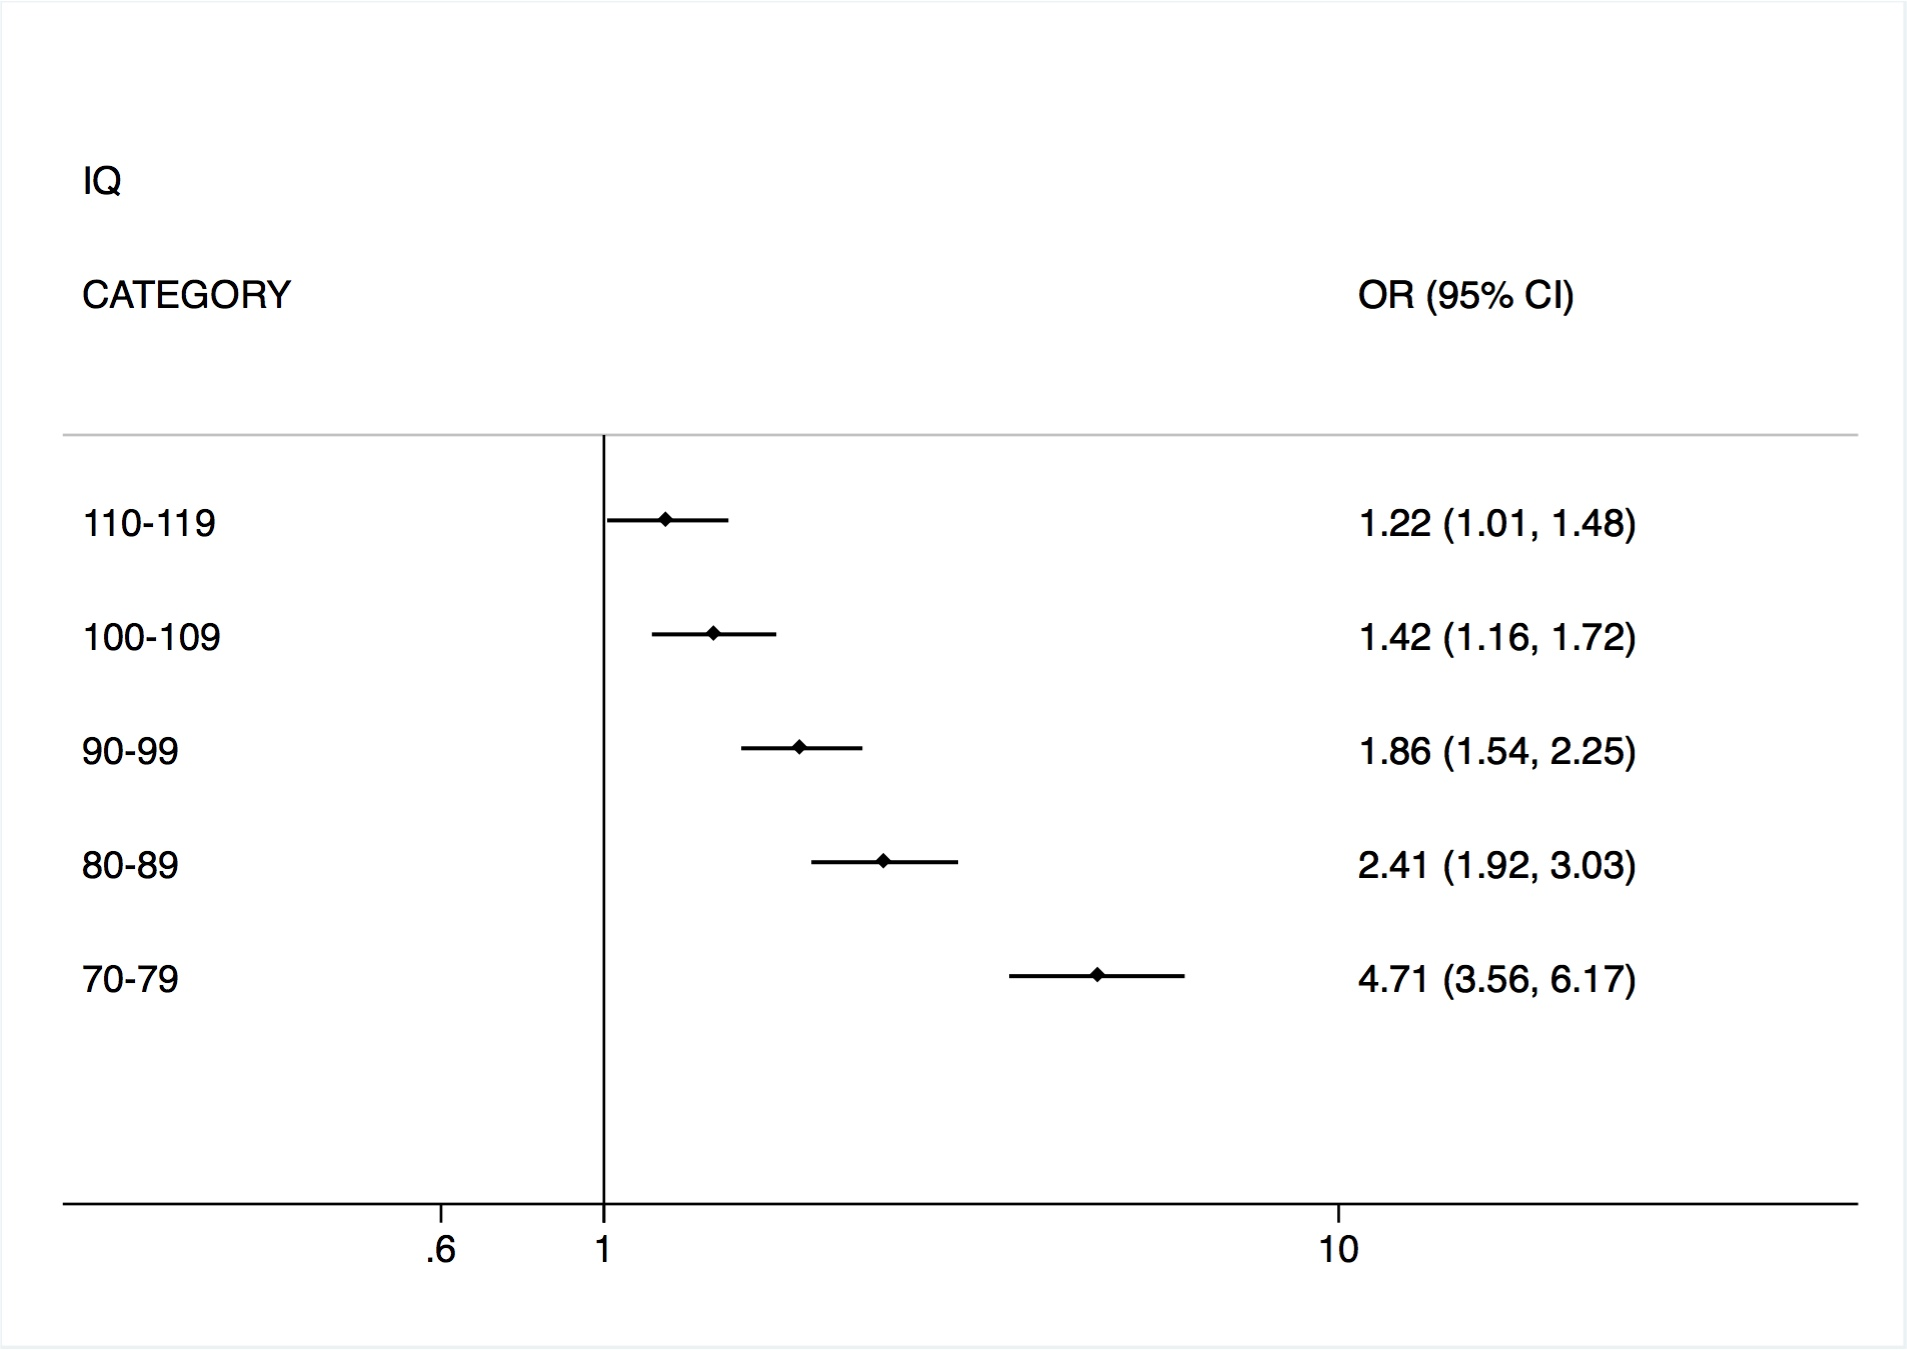 IQ
CATEGORY OR (95% CI)
110-119 1.22 (1.01, 1.48)
100-109 1.42 (1.16, 1.72)
90-99 1.86 (1.54, 2.25)
80-89 2.41 (1.92, 3.03)
70-79 4.71 (3.56, 6.17)
.6 1 10